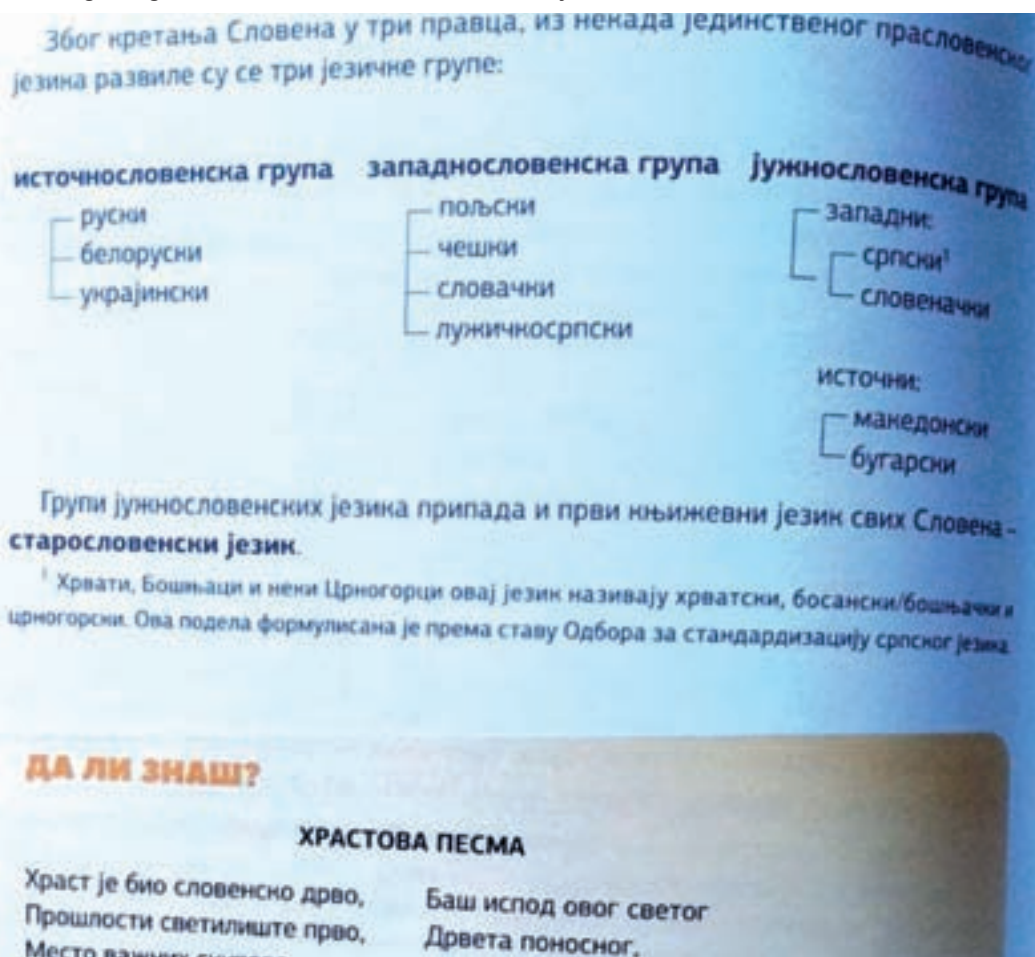 Због кретања Словена у три правца, из некада јединственог прасловенског
језика развиле су се три језичке групе:
источнословенска група
руски
белоруски
украјински
западнословенска група
пољски
чешки
словачки
лужичкосрпски
јужнословенска група
западни:
српски¹
словеначки
источни:
македонски
бугарски
Групи јужнословенских језика припада и први књижевни језик свих Словена –
старословенски језик.
¹ Хрвати, Бошњаци и неки Црногорци овај језик називају хрватски, босански/бошњачки и
црногорски. Ова подела формулисана је према ставу Одбора за стандардизацију српског језика.
ДА ЛИ ЗНАШ?
ХРАСТОВА ПЕСМА
Храст је био словенско дрво,
Прошлости светилиште прво,
Место важних
Баш испод овог светог
Дрвета поносног,